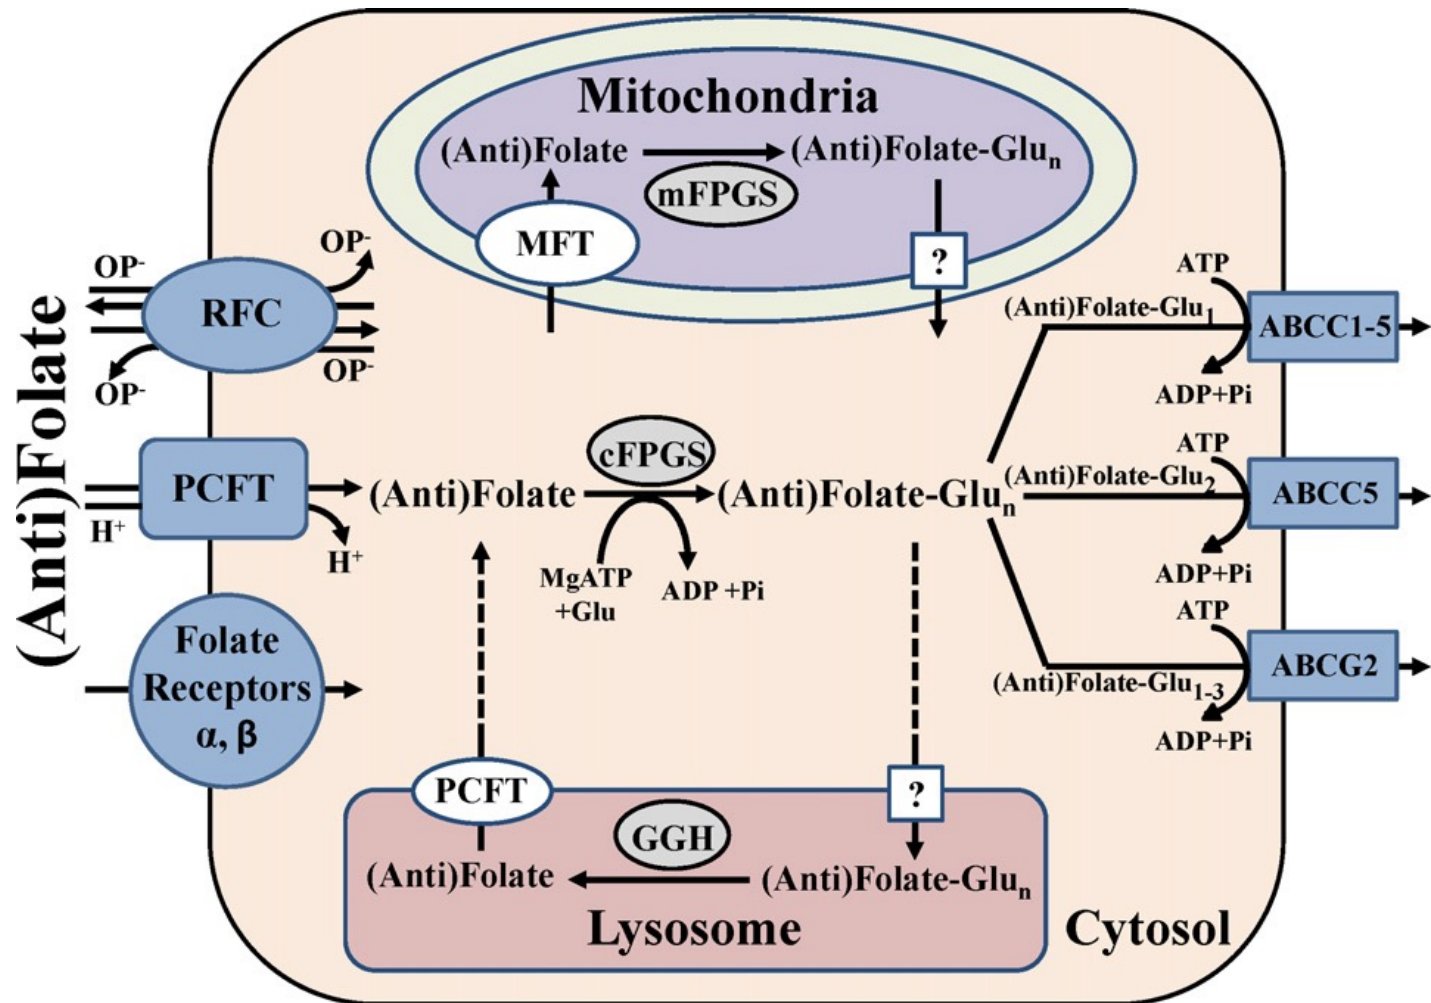 Mitochondria
(Anti)Folate
(Anti)Folate-Glun
mFPGS
MFT
?
(Anti)Folate
OP-
OP-
RFC
OP-
OP-
PCFT
H+
H+
Folate
Receptors
α, β
(Anti)Folate
cFPGS
(Anti)Folate-Glun
MgATP
+Glu
ADP +Pi
ATP
(Anti)Folate-Glu1
ABCC1-5
ADP+Pi
ATP
(Anti)Folate-Glu2
ABCC5
ADP+Pi
ATP
(Anti)Folate-Glu1-3
ABCG2
ADP+Pi
PCFT
?
GGH
(Anti)Folate
(Anti)Folate-Glun
Lysosome
Cytosol